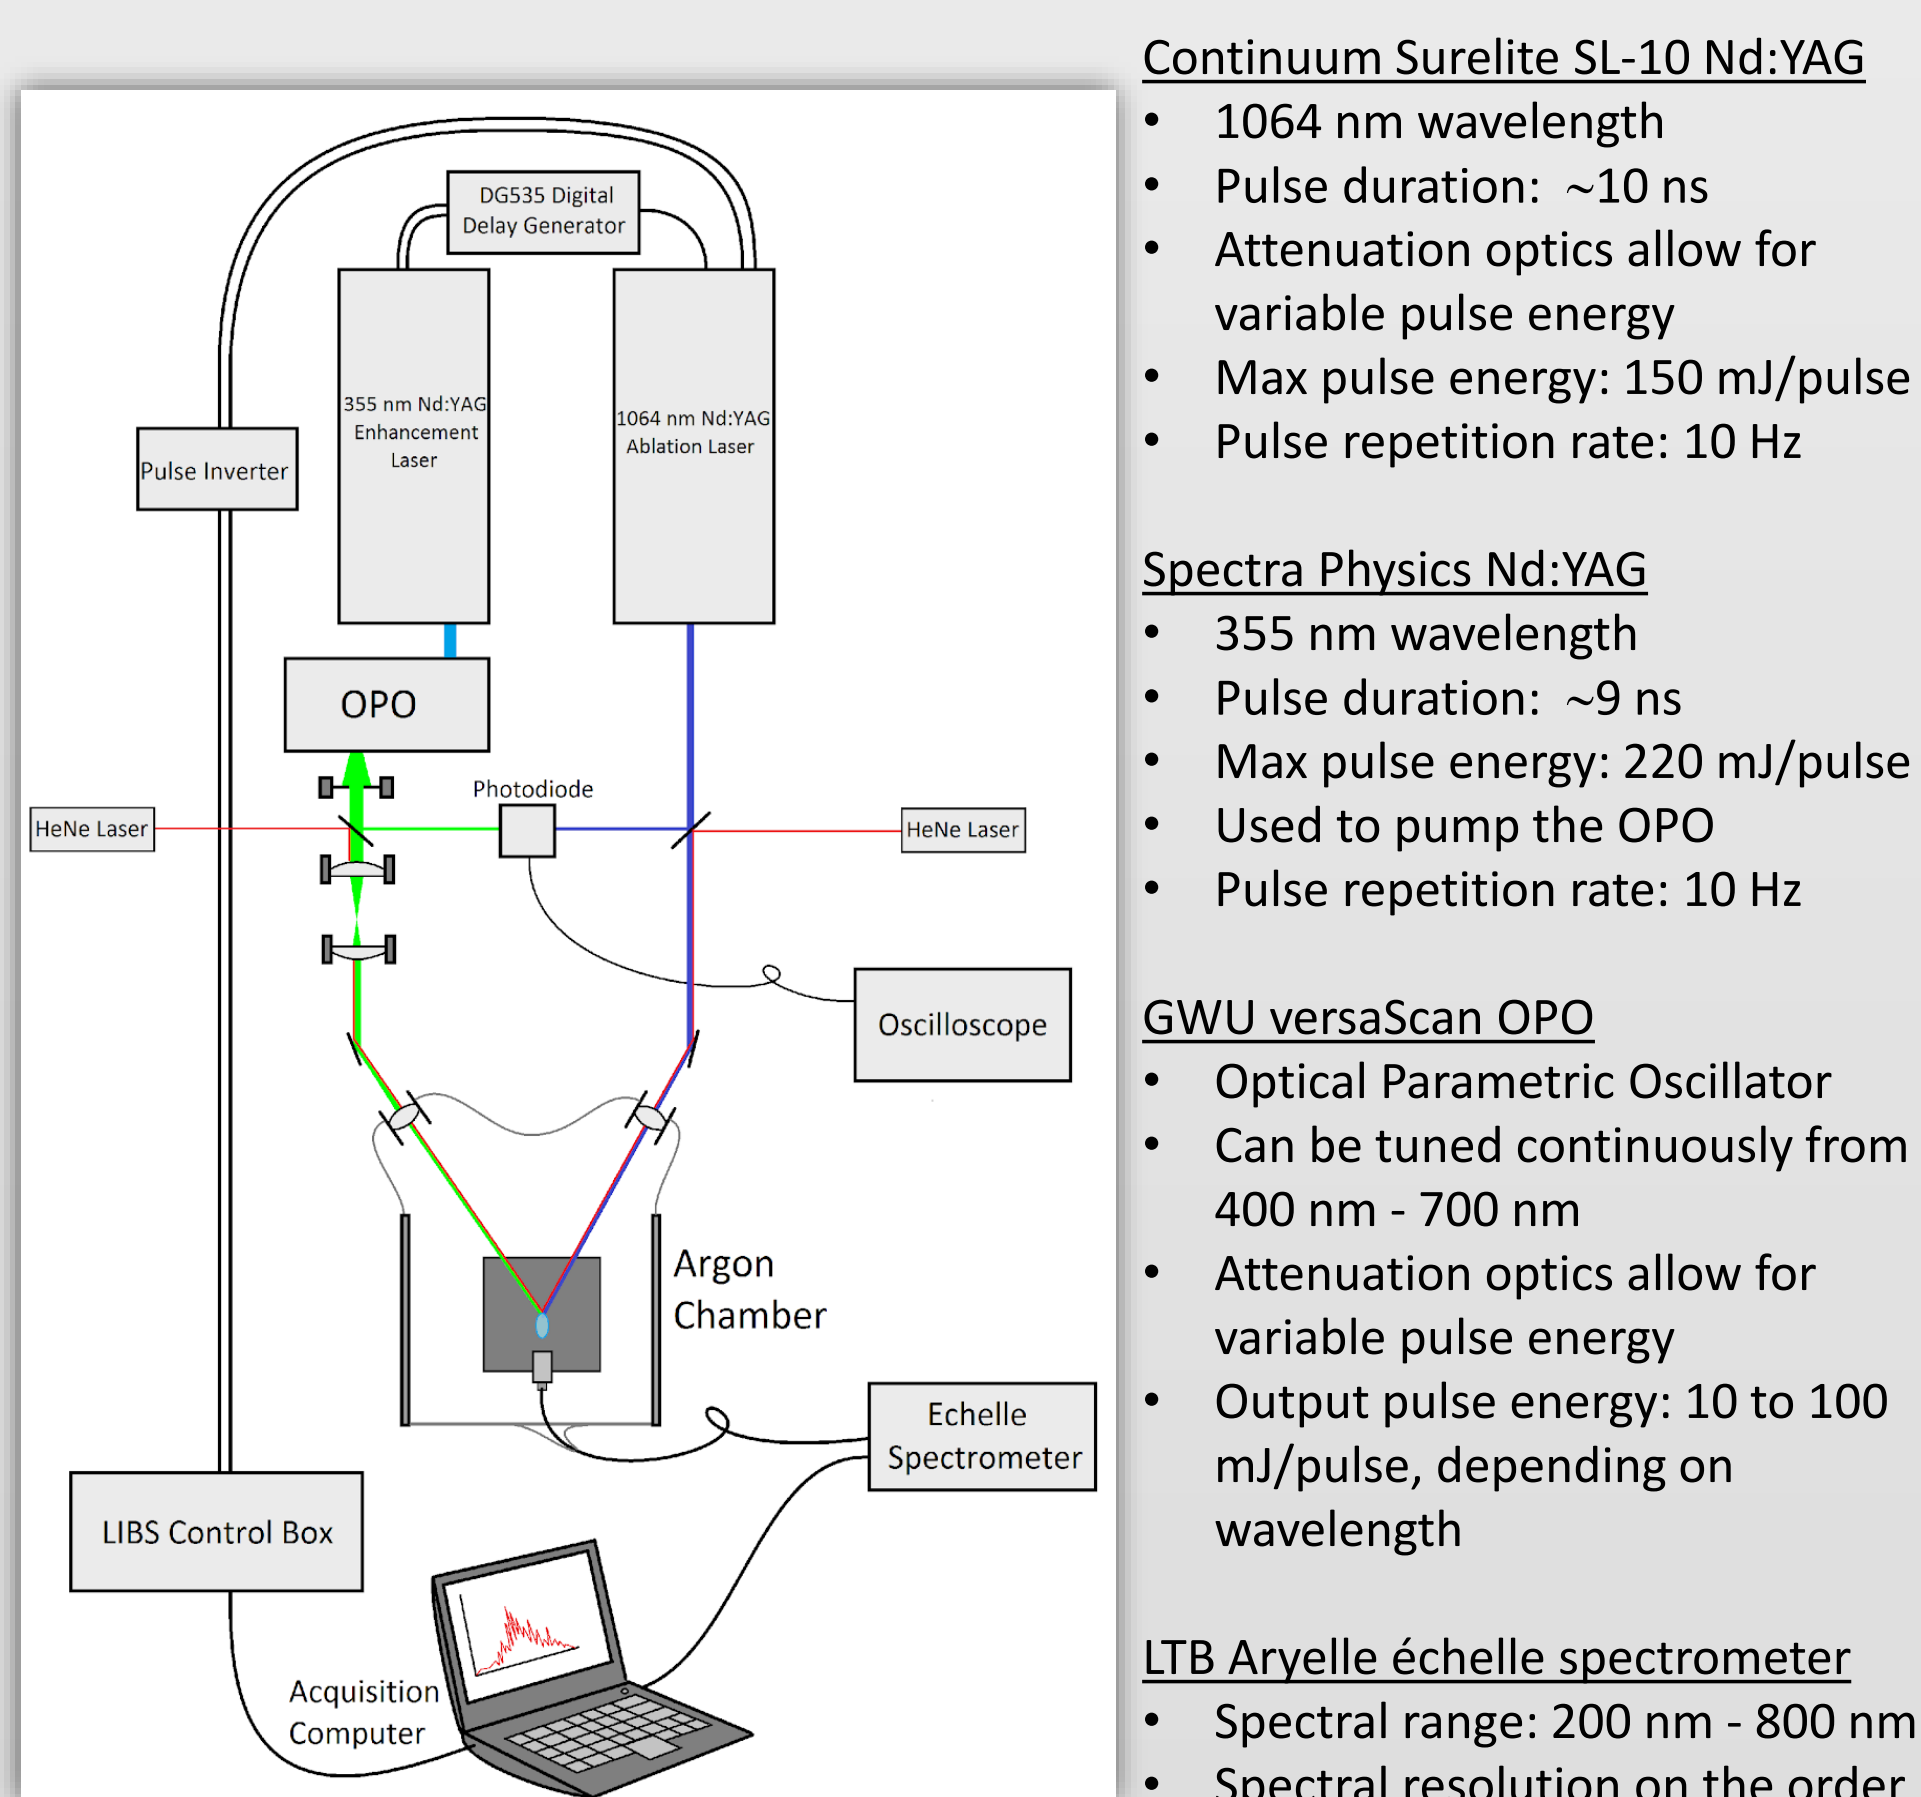 DG535 Digital
Delay Generator
355 nm Nd:YAG
Enhancement
Laser
1064 nm Nd:YAG
Ablation Laser
Pulse Inverter
OPO
Photodiode
HeNe Laser
HeNe Laser
Oscilloscope
Argon
Chamber
Echelle
Spectrometer
LIBS Control Box
Acquisition
Computer
Continuum Surelite SL-10 Nd:YAG
• 1064 nm wavelength
• Pulse duration: ~10 ns
• Attenuation optics allow for
variable pulse energy
• Max pulse energy: 150 mJ/pulse
• Pulse repetition rate: 10 Hz
Spectra Physics Nd:YAG
• 355 nm wavelength
• Pulse duration: ~9 ns
• Max pulse energy: 220 mJ/pulse
• Used to pump the OPO
• Pulse repetition rate: 10 Hz
GWU versaScan OPO
• Optical Parametric Oscillator
• Can be tuned continuously from
400 nm - 700 nm
• Attenuation optics allow for
variable pulse energy
• Output pulse energy: 10 to 100
mJ/pulse, depending on
wavelength
LTB Aryelle échelle spectrometer
• Spectral range: 200 nm - 800 nm
• Spectral resolution on the order